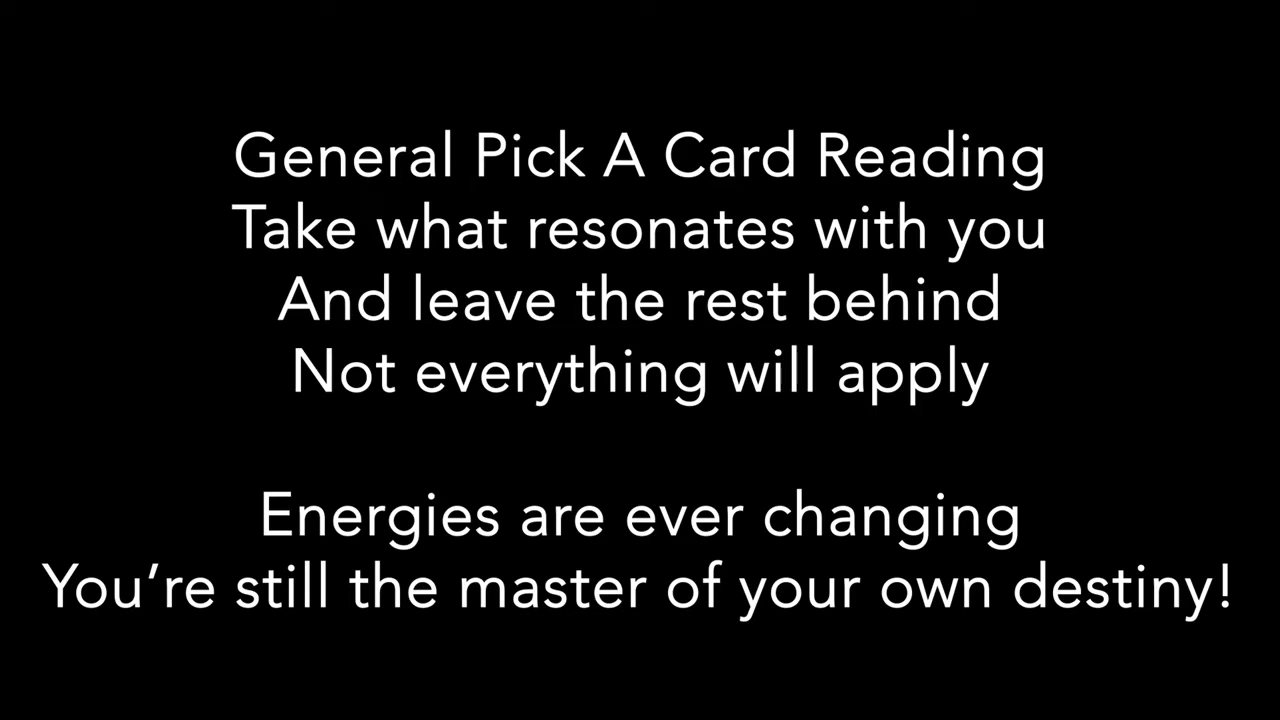 General Pick A Card Reading
Take what resonates with you
And leave the rest behind
Not everything will apply
Energies are ever changing
You’re still the master of your own destiny!